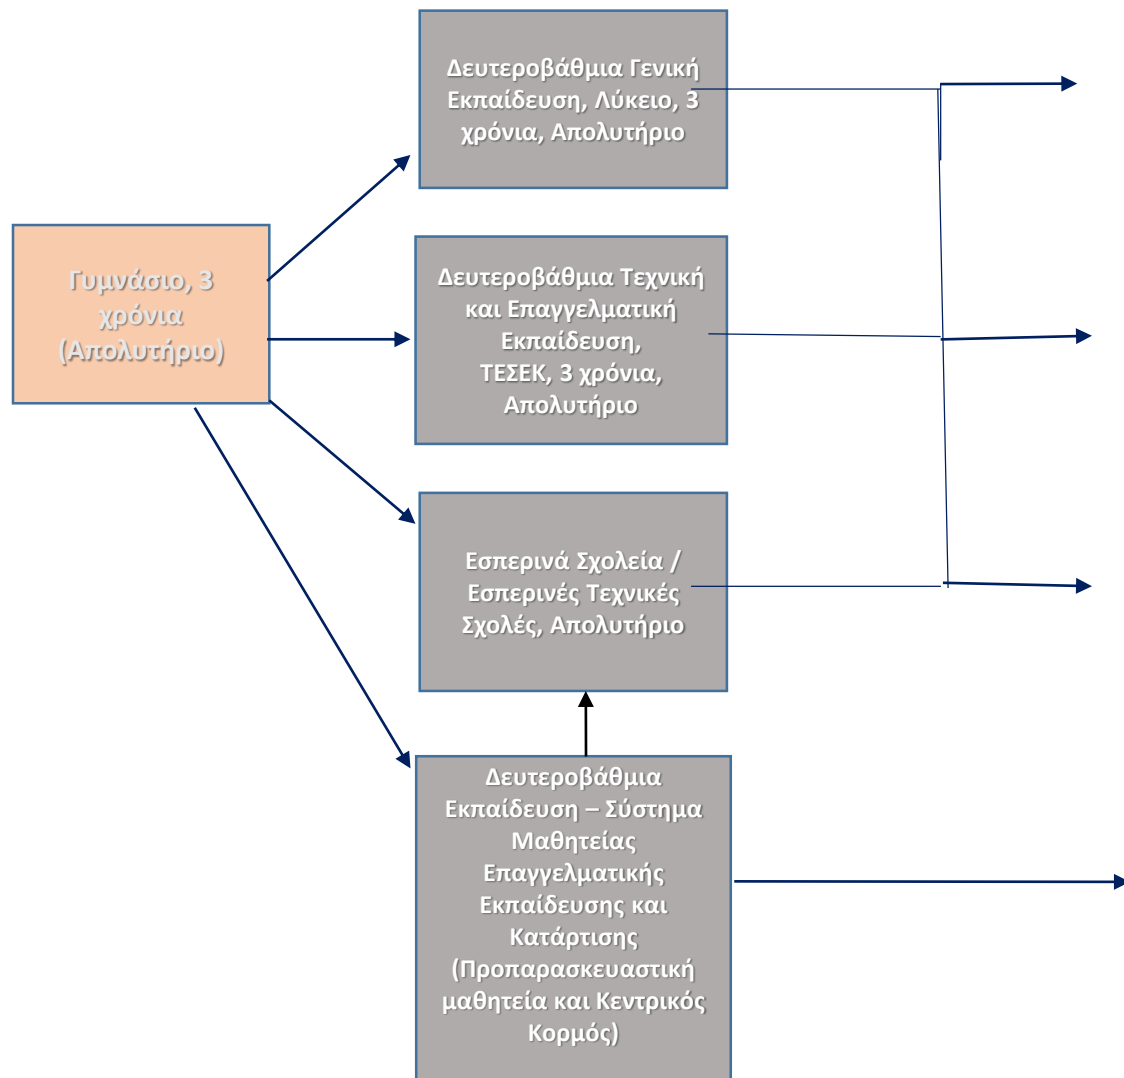 Δευτεροβάθμια Γενική
Εκπαίδευση, Λύκειο, 3
χρόνια, Απολυτήριο
Γυμνάσιο, 3
χρόνια
(Απολυτήριο)
Δευτεροβάθμια Τεχνική
και Επαγγελματική
Εκπαίδευση,
ΤΕΣΕΚ, 3 χρόνια,
Απολυτήριο
Εσπερινά Σχολεία /
Εσπερινές Τεχνικές
Σχολές, Απολυτήριο
Δευτεροβάθμια
Εκπαίδευση – Σύστημα
Μαθητείας
Επαγγελματικής
Εκπαίδευσης και
Κατάρτισης
(Προπαρασκευαστική
μαθητεία και Κεντρικός
Κορμός)